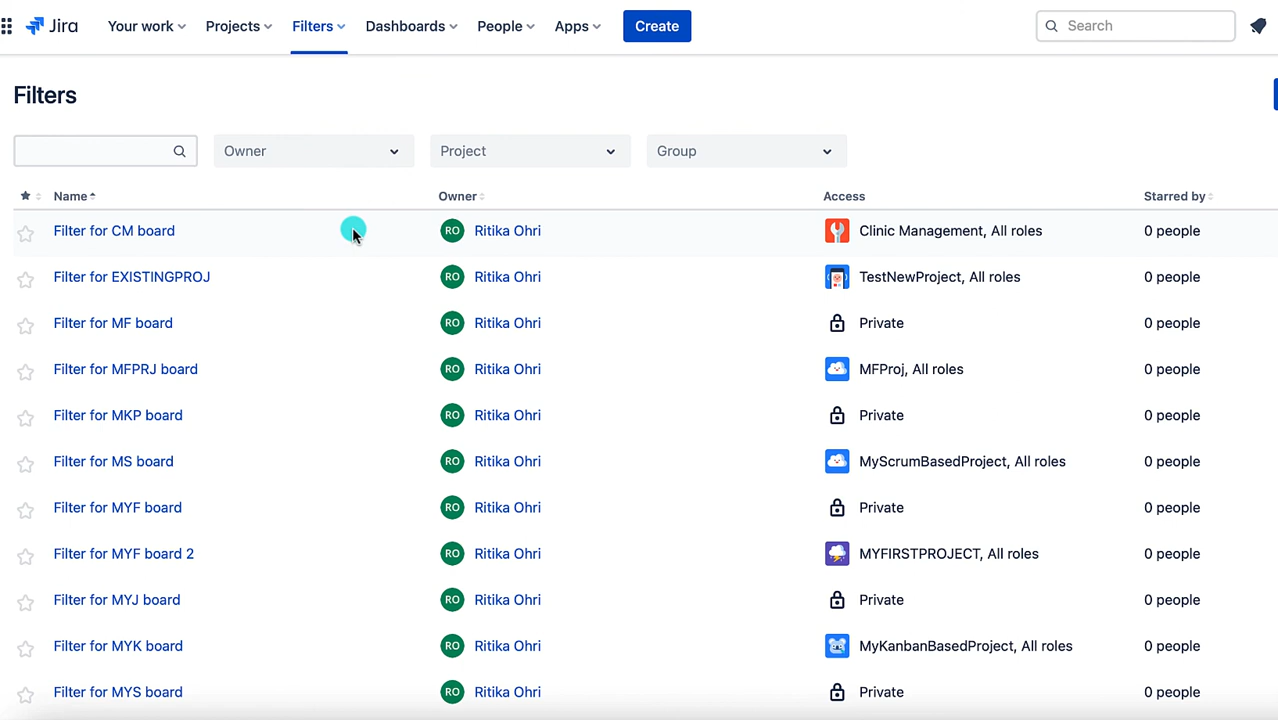 Jira Your work Projects Filters Dashboards People Apps Create Search
Filters
Owner Project Group
Name Owner Access Starred by
Filter for CM board RO Ritika Ohri Clinic Management, All roles 0 people
Filter for EXISTINGPROJ RO Ritika Ohri TestNewProject, All roles 0 people
Filter for MF board RO Ritika Ohri Private 0 people
Filter for MFPRJ board RO Ritika Ohri MFProj, All roles 0 people
Filter for MKP board RO Ritika Ohri Private 0 people
Filter for MS board RO Ritika Ohri MyScrumBasedProject, All roles 0 people
Filter for MYF board RO Ritika Ohri Private 0 people
Filter for MYF board 2 RO Ritika Ohri MYFIRSTPROJECT, All roles 0 people
Filter for MYJ board RO Ritika Ohri Private 0 people
Filter for MYK board RO Ritika Ohri MyKanbanBasedProject, All roles 0 people
Filter for MYS board RO Ritika Ohri Private 0 people